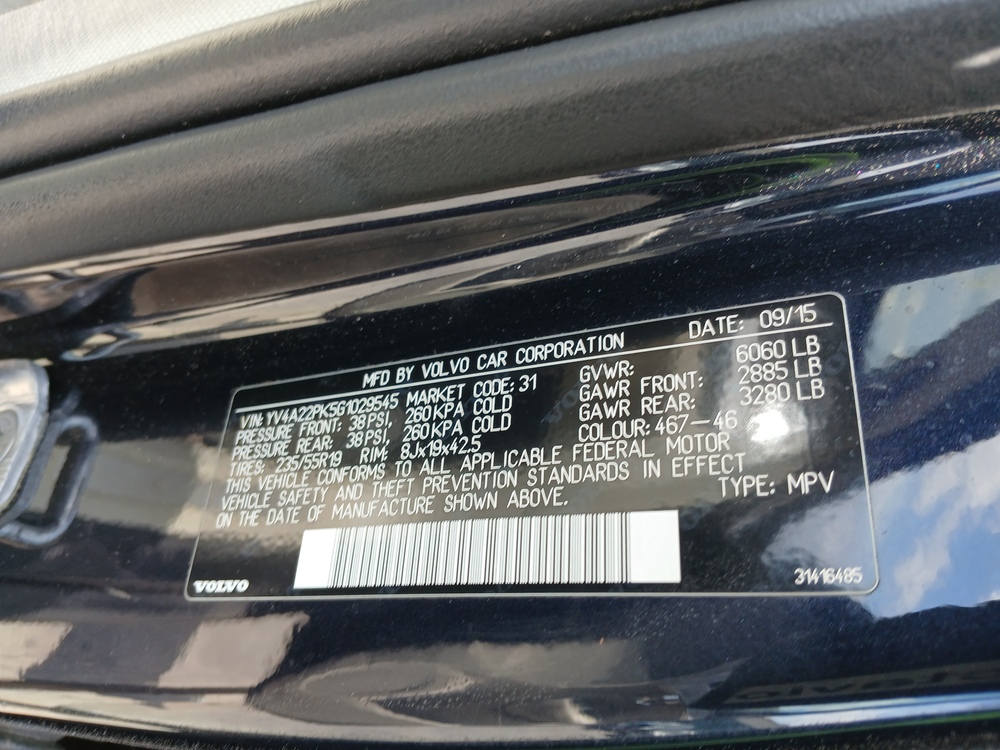 MFD BY VOLVO CAR CORPORATION DATE: 09/15
VIN: YV4A22PK5G1029545 MARKET CODE: 31 GVWR: 6060 LB
PRESSURE FRONT: 38 PSI, 260 KPA COLD GAWR FRONT: 2885 LB
PRESSURE REAR: 38 PSI, 260 KPA COLD GAWR REAR: 3280 LB
TIRES: 235/55R19 RIM: 8Jx19x42.5 COLOUR: 467-46
THIS VEHICLE CONFORMS TO ALL APPLICABLE FEDERAL MOTOR
VEHICLE SAFETY AND THEFT PREVENTION STANDARDS IN EFFECT
ON THE DATE OF MANUFACTURE SHOWN ABOVE. TYPE: MPV
VOLVO 31416485